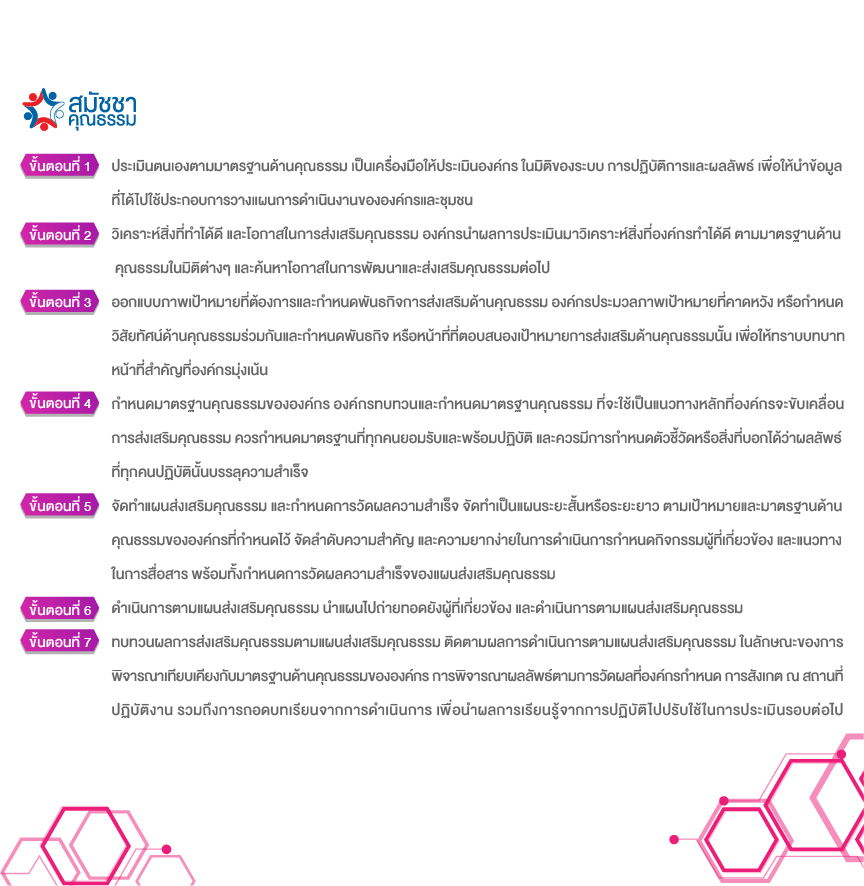 สมัชชา
คุณธรรม
ขั้นตอนที่ 1 ประเมินตนเองตามมาตรฐานด้านคุณธรรม เป็นเครื่องมือให้ประเมินองค์กร ในมิติของระบบ การปฏิบัติการและผลลัพธ์ เพื่อให้นำข้อมูล
ที่ได้ไปใช้ประกอบการวางแผนการดำเนินงานขององค์กรและชุมชน
ขั้นตอนที่ 2 วิเคราะห์สิ่งที่ทำได้ดี และโอกาสในการส่งเสริมคุณธรรม องค์กรนำผลการประเมินมาวิเคราะห์สิ่งที่องค์กรทำได้ดี ตามมาตรฐานด้าน
คุณธรรมในมิติต่างๆ และค้นหาโอกาสในการพัฒนาและส่งเสริมคุณธรรมต่อไป
ขั้นตอนที่ 3 ออกแบบภาพเป้าหมายที่ต้องการและกำหนดพันธกิจการส่งเสริมด้านคุณธรรม องค์กรประมวลภาพเป้าหมายที่คาดหวัง หรือกำหนด
วิสัยทัศน์ด้านคุณธรรมร่วมกันและกำหนดพันธกิจ หรือหน้าที่ที่ตอบสนองเป้าหมายการส่งเสริมด้านคุณธรรมนั้น เพื่อให้ทราบบทบาท
หน้าที่สำคัญที่องค์กรมุ่งเน้น
ขั้นตอนที่ 4 กำหนดมาตรฐานคุณธรรมขององค์กร องค์กรทบทวนและกำหนดมาตรฐานคุณธรรม ที่จะใช้เป็นแนวทางหลักที่องค์กรจะขับเคลื่อน
การส่งเสริมคุณธรรม ควรกำหนดมาตรฐานที่ทุกคนยอมรับและพร้อมปฏิบัติ และควรมีการกำหนดตัวชี้วัดหรือสิ่งที่บอกได้ว่าผลลัพธ์
ที่ทุกคนปฏิบัตินั้นบรรลุความสำเร็จ
ขั้นตอนที่ 5 จัดทำแผนส่งเสริมคุณธรรม และกำหนดการวัดผลความสำเร็จ จัดทำเป็นแผนระยะสั้นหรือระยะยาว ตามเป้าหมายและมาตรฐานด้าน
คุณธรรมขององค์กรที่กำหนดไว้ จัดลำดับความสำคัญ และความยากง่ายในการดำเนินการกำหนดกิจกรรมผู้ที่เกี่ยวข้อง และแนวทาง
ในการสื่อสาร พร้อมทั้งกำหนดการวัดผลความสำเร็จของแผนส่งเสริมคุณธรรม
ขั้นตอนที่ 6 ดำเนินการตามแผนส่งเสริมคุณธรรม นำแผนไปถ่ายทอดยังผู้ที่เกี่ยวข้อง และดำเนินการตามแผนส่งเสริมคุณธรรม
ขั้นตอนที่ 7 ทบทวนผลการส่งเสริมคุณธรรมตามแผนส่งเสริมคุณธรรม ติดตามผลการดำเนินการตามแผนส่งเสริมคุณธรรม ในลักษณะของการ
พิจารณาเทียบเคียงกับมาตรฐานด้านคุณธรรมขององค์กร การพิจารณาผลลัพธ์ตามการวัดผลที่องค์กรกำหนด การสังเกต ณ สถานที่
ปฏิบัติงาน รวมถึงการถอดบทเรียนจากการดำเนินการ เพื่อนำผลการเรียนรู้จากการปฏิบัติไปปรับใช้ในการประเมินรอบต่อไป